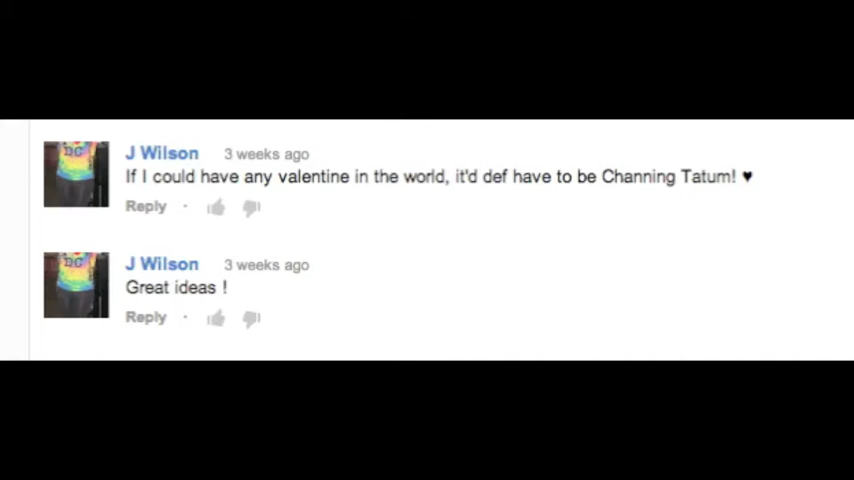 J Wilson 3 weeks ago
If I could have any valentine in the world, it'd def have to be Channing Tatum! ♥
Reply ·
J Wilson 3 weeks ago
Great ideas !
Reply ·